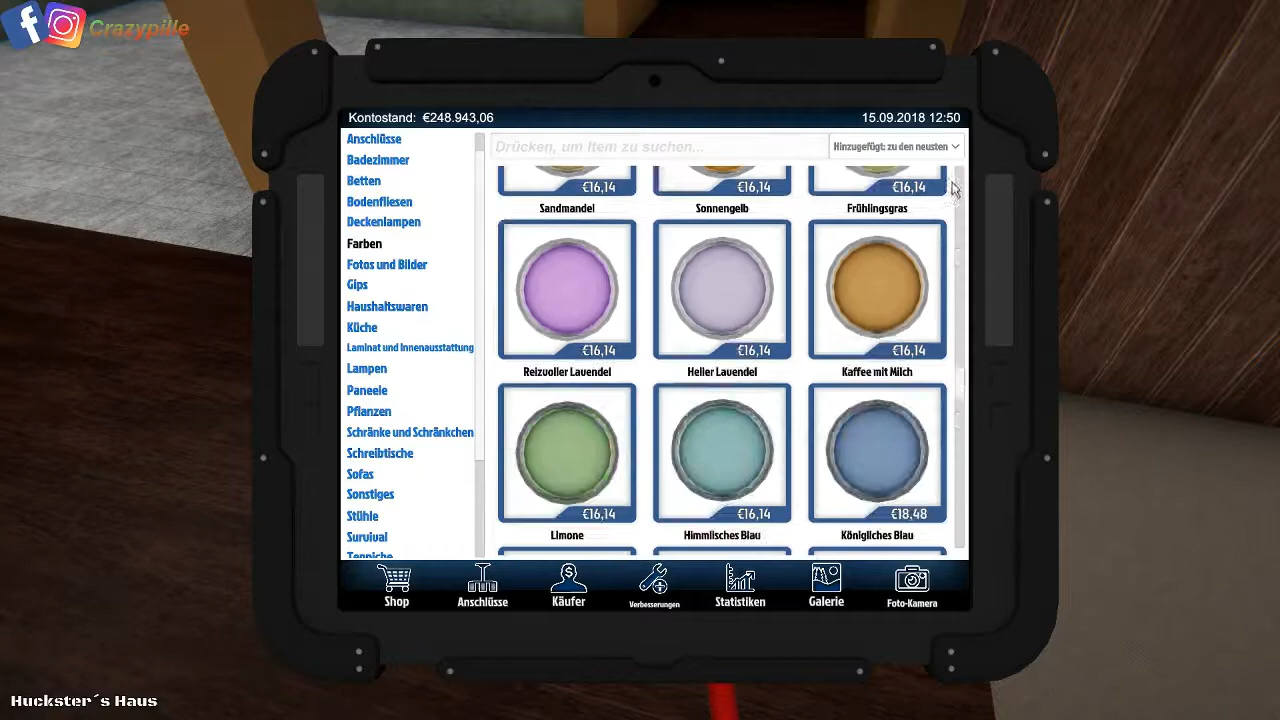 Crazypille
Kontostand: €248.943,06
15.09.2018 12:50
Anschlüsse
Badezimmer
Betten
Bodenfliesen
Deckenlampen
Farben
Fotos und Bilder
Gips
Haushaltswaren
Küche
Laminat und Innenausstattung
Lampen
Paneele
Pflanzen
Schränke und Schränkchen
Schreibtische
Sofas
Sonstiges
Stühle
Survival
Teppiche
Drücken, um Item zu suchen...
Hinzugefügt: zu den neusten
€16,14
€16,14
€16,14
Sandmandel
Sonnengelb
Frühlingsgras
€16,14
€16,14
€16,14
Reizvoller Lavendel
Heller Lavendel
Kaffee mit Milch
€16,14
€16,14
€18,48
Limone
Himmlisches Blau
Königliches Blau
Shop
Anschlüsse
Käufer
Verbesserungen
Statistiken
Galerie
Foto-Kamera
Huckster´s Haus